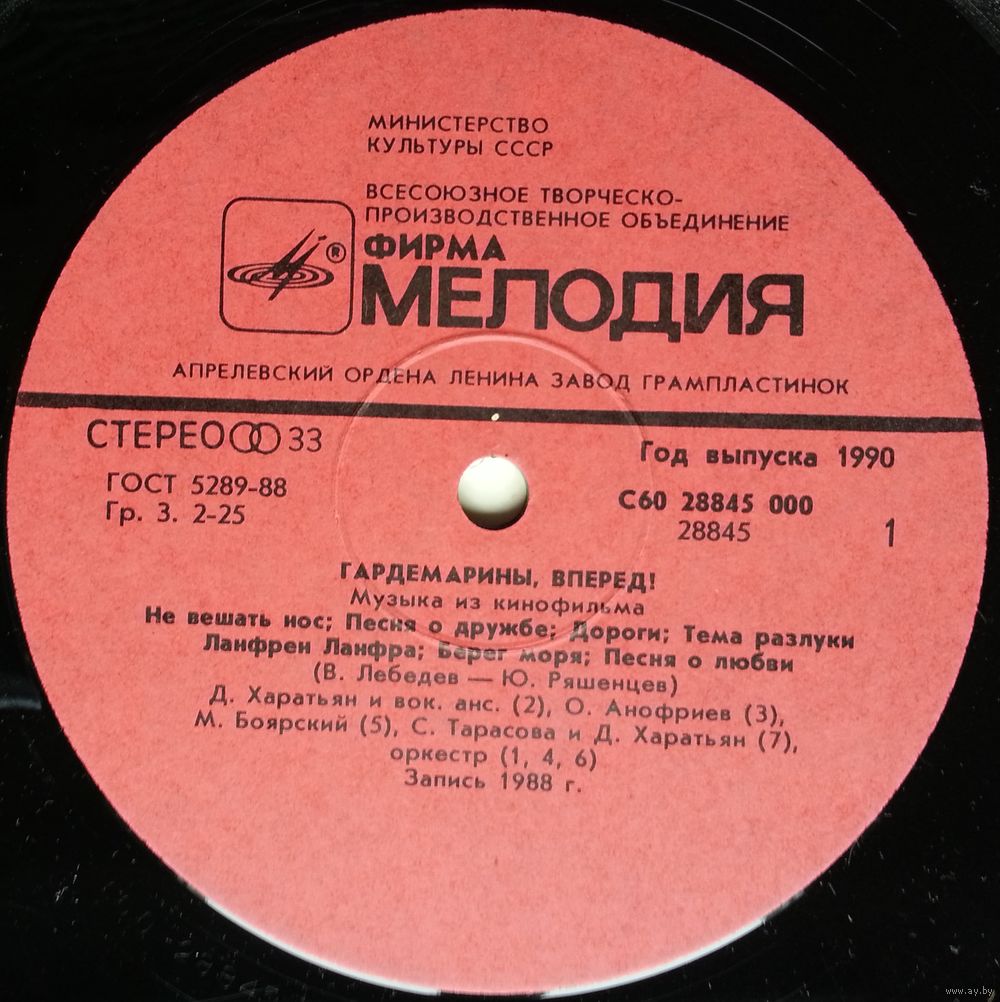 МИНИСТЕРСТВО
КУЛЬТУРЫ СССР
ВСЕСОЮЗНОЕ ТВОРЧЕСКО-
ПРОИЗВОДСТВЕННОЕ ОБЪЕДИНЕНИЕ
ФИРМА
®
МЕЛОДИЯ
АПРЕЛЕВСКИЙ ОРДЕНА ЛЕНИНА ЗАВОД ГРАМПЛАСТИНОК
СТЕРЕО 33
ГОСТ 5289-88
Гр. 3. 2-25
Год выпуска 1990
С60 28845 000
28845
1
ГАРДЕМАРИНЫ, ВПЕРЕД!
Музыка из кинофильма
Не вешать нос; Песня о дружбе; Дороги; Тема разлуки
Ланфрен Ланфра; Берег моря; Песня о любви
(В. Лебедев — Ю. Ряшенцев)
Д. Харатьян и вок. анс. (2), О. Анофриев (3),
М. Боярский (5), С. Тарасова и Д. Харатьян (7),
оркестр (1, 4, 6)
Запись 1988 г.
www.ay.by